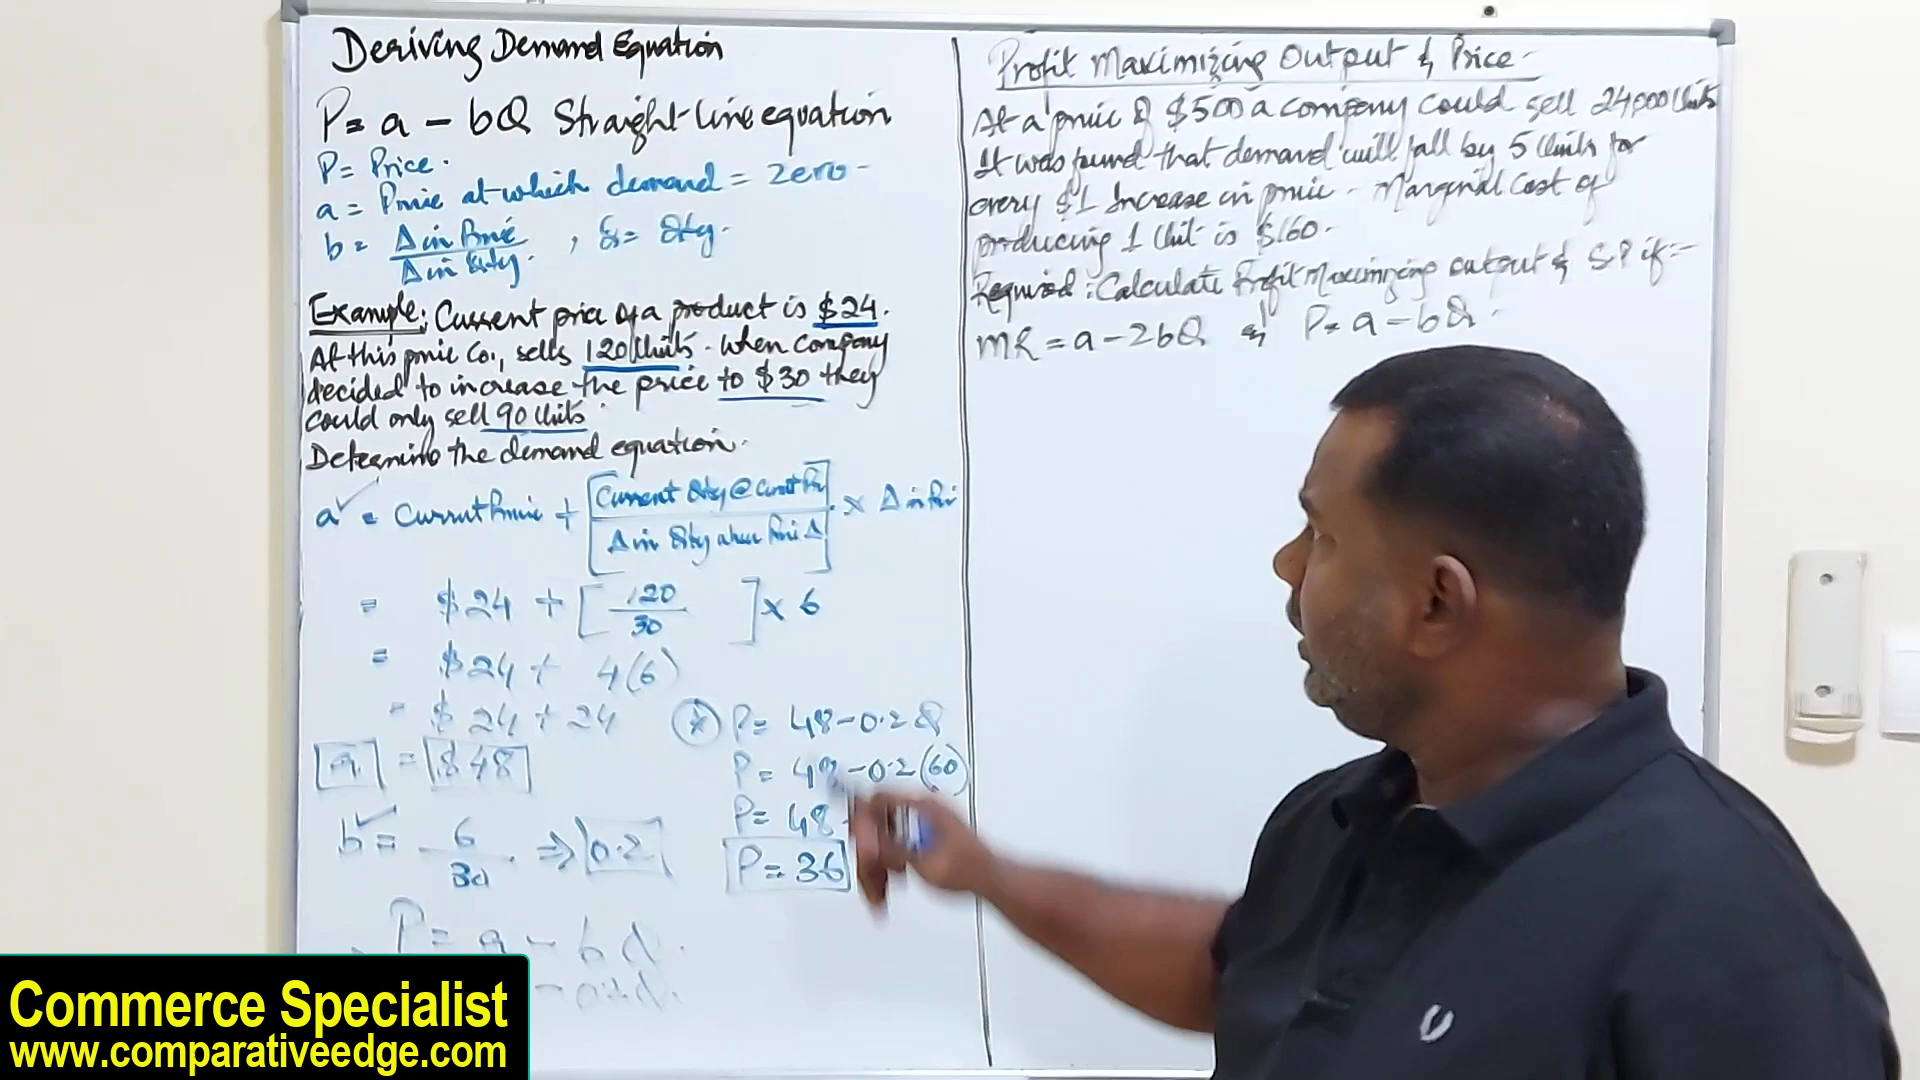 Deriving Demand Equation
P = a - bQ Straight-line equation
P = Price.
a = Price at which demand = Zero -
b = Δ in Price / Δ in Qty. , Q = Qty.
Example: Current price of a product is $24.
At this price Co., sells 120 Units. When company
decided to increase the price to $30 they
could only sell 90 Units.
Determine the demand equation.
a = Current Price + [Current Qty @ Current Pri / Δ in Qty when Price Δ] × Δ in Pri
= $24 + [120 / 30] × 6
= $24 + 4(6)
= $24 + 24
a = $48
b = 6 / 30 ⇒ 0.2
P = a - bQ.
P = 48 - 0.2Q
P = 48 - 0.2(60)
P = 48 -
P = 36
Profit Maximizing Output & Price -
At a price of $500 a company could sell 24,000 Units
It was found that demand will fall by 5 Units for
every $1 Increase in price. Marginal Cost of
producing 1 Unit is $160.
Required: Calculate Profit Maximizing output & S.P if:-
MR = a - 2bQ & P = a - bQ.
Commerce Specialist
www.comparativeedge.com